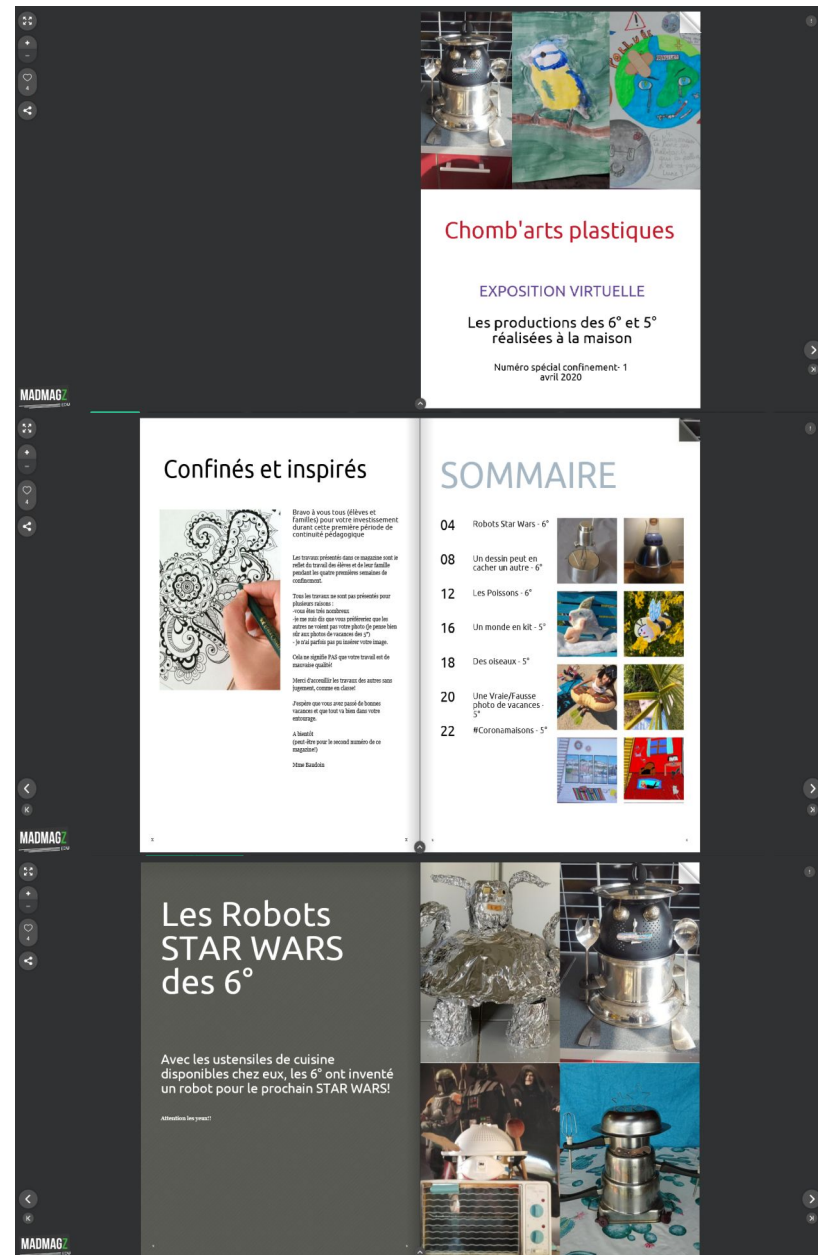 Chomb'arts plastiques
EXPOSITION VIRTUELLE
Les productions des 6° et 5°
réalisées à la maison
Numéro spécial confinement- 1
avril 2020
4
MADMAGZ
.COM
Confinés et inspirés
Bravo à vous tous (élèves et
familles) pour votre investissement
durant cette première période de
continuité pédagogique
Les travaux présentés dans ce magazine sont le
reflet du travail des élèves et de leur famille
pendant les quatre premières semaines de
confinement.
Tous les travaux ne sont pas présentés pour
plusieurs raisons :
-vous êtes très nombreux
-je me suis dis que vous préféreriez que les
autres ne voient pas votre photo (je pense bien
sûr aux photos de vacances des 5°)
- je n'ai parfois pas pu insérer votre image.
Cela ne signifie PAS que votre travail est de
mauvaise qualité!
Merci d'acceuillir les travaux des autres sans
jugement, comme en classe!
J'espère que vous avez passé de bonnes
vacances et que tout va bien dans votre
entourage.
A bientôt
(peut-être pour le second numéro de ce
magazine!)
Mme Baudoin
SOMMAIRE
04 Robots Star Wars - 6°
08 Un dessin peut en
cacher un autre - 6°
12 Les Poissons - 6°
16 Un monde en kit - 5°
18 Des oiseaux - 5°
20 Une Vraie/Fausse
photo de vacances -
5°
22 #Coronamaisons - 5°
4
MADMAGZ
.COM
Les Robots
STAR WARS
des 6°
Avec les ustensiles de cuisine
disponibles chez eux, les 6° ont inventé
un robot pour le prochain STAR WARS!
Attention les yeux!!
4
MADMAGZ